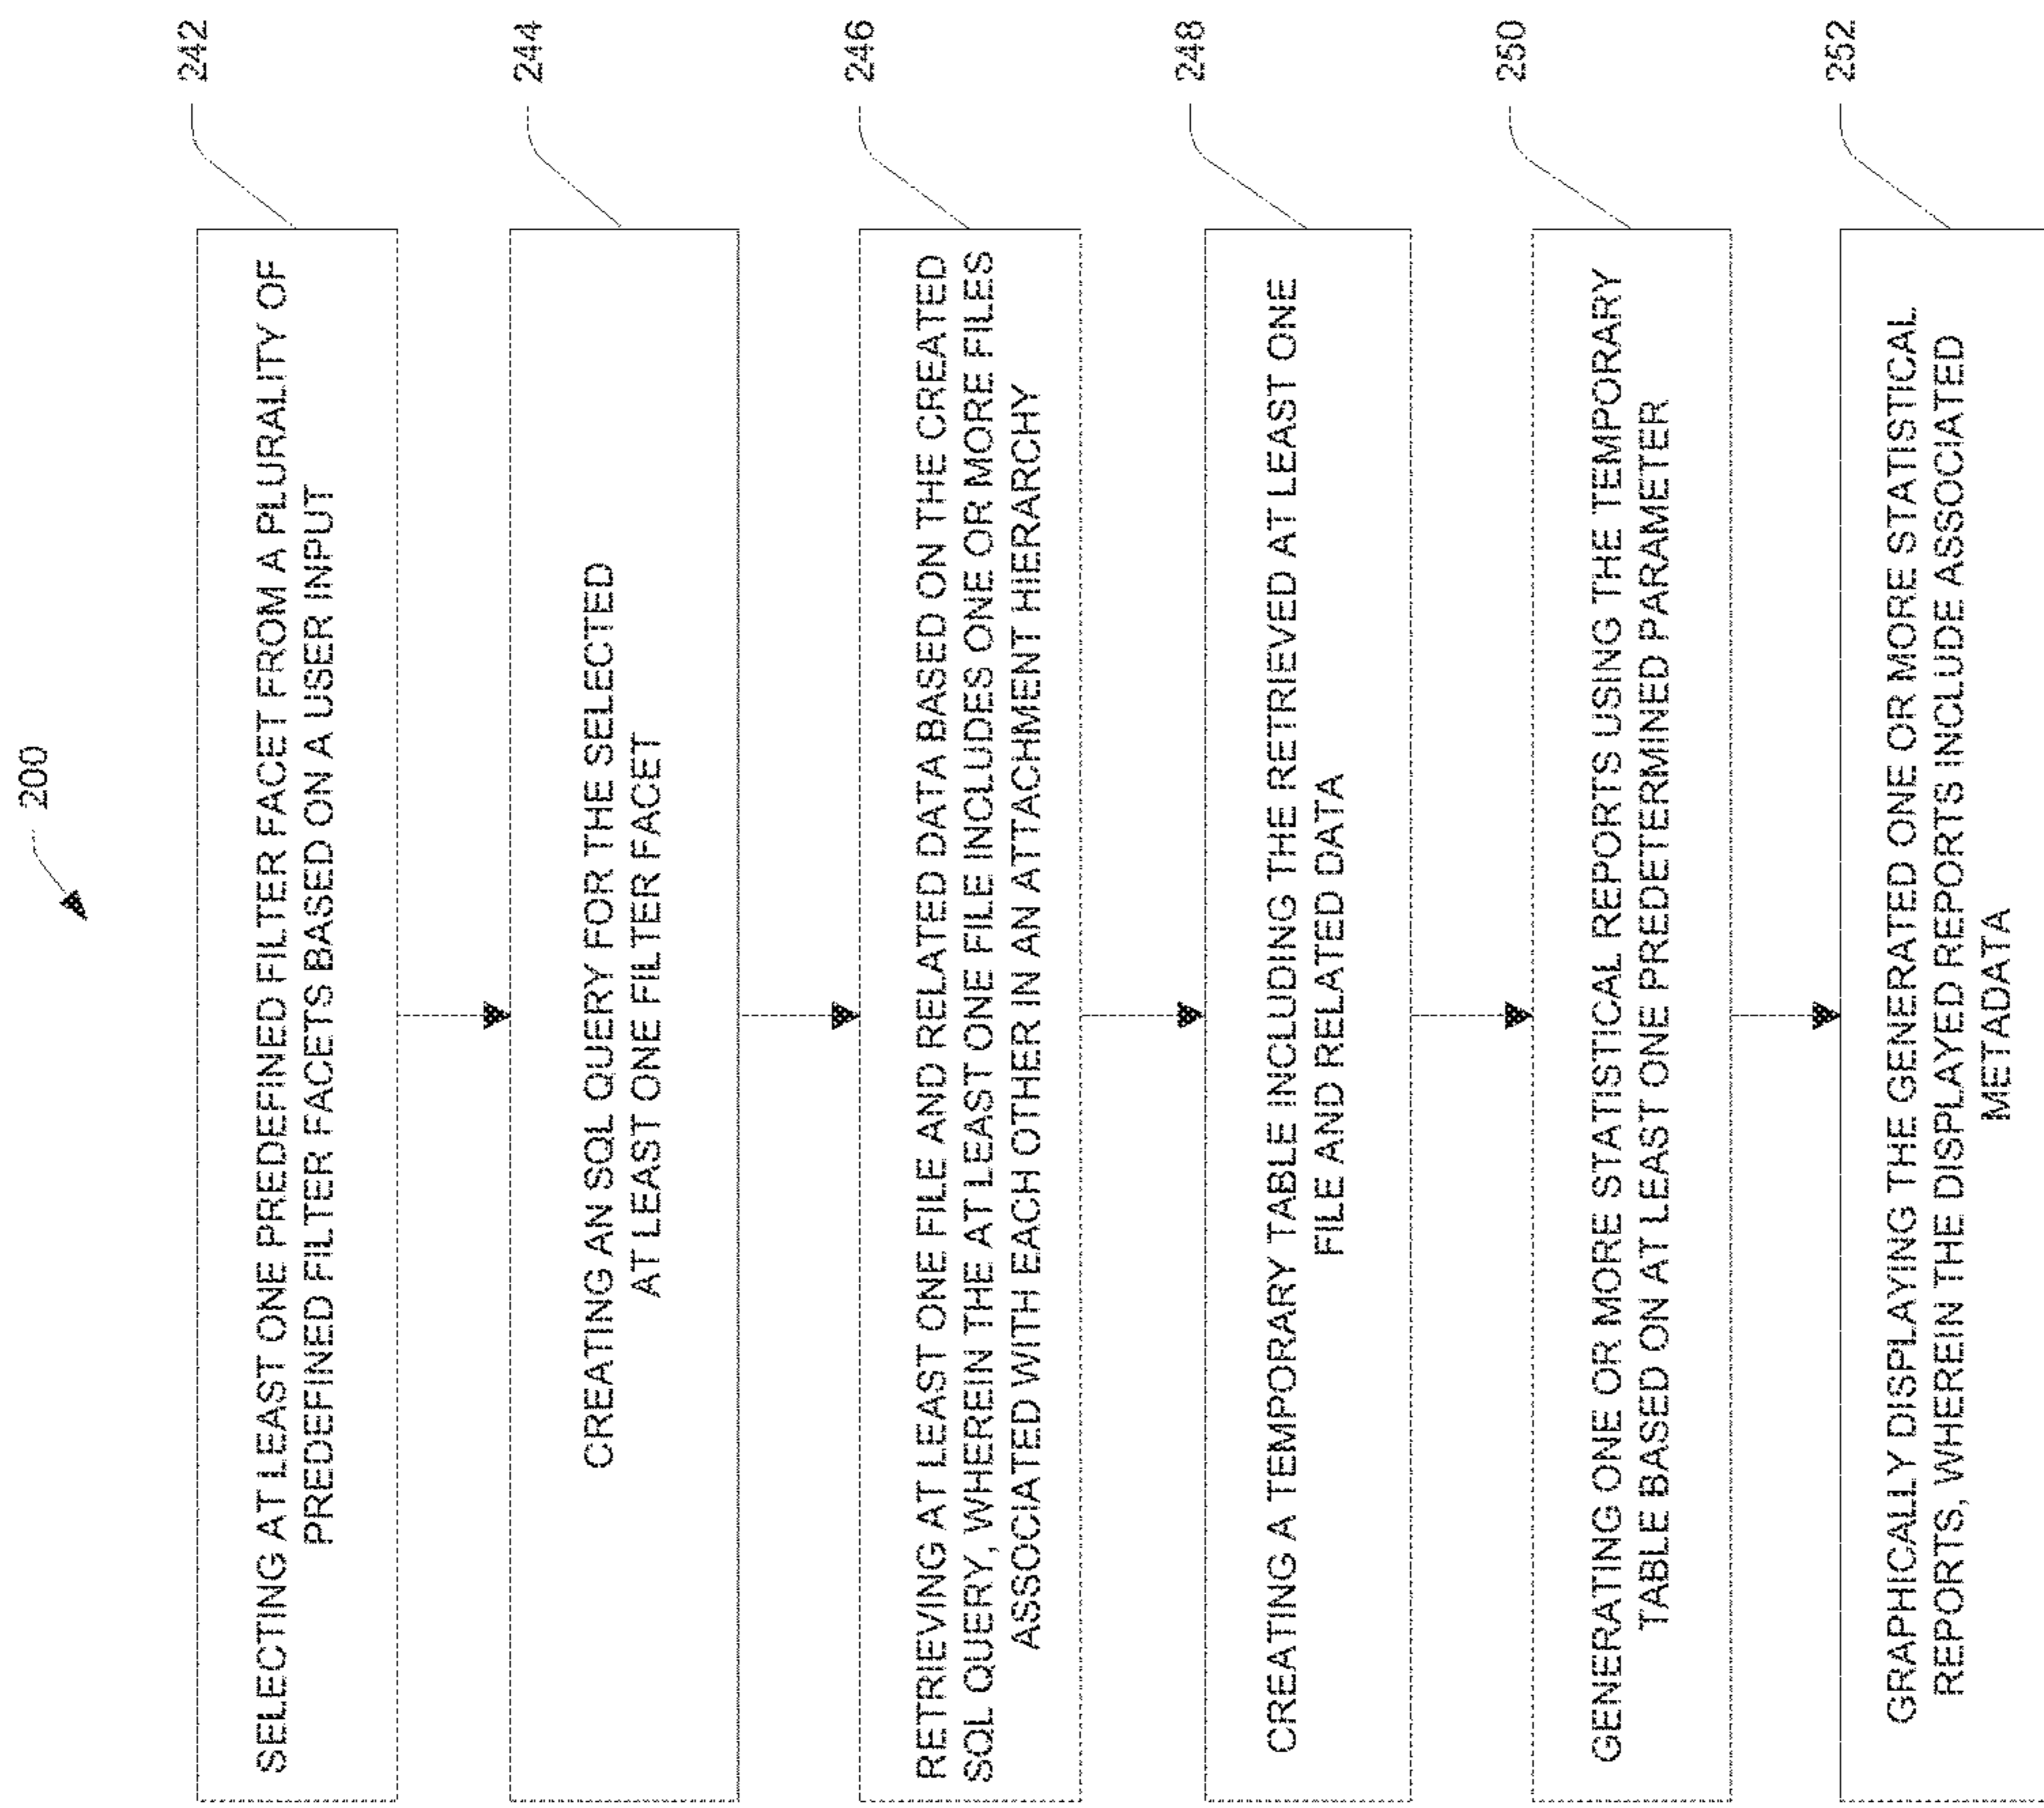 200
242
SELECTING AT LEAST ONE PREDEFINED FILTER FACET FROM A PLURALITY OF
PREDEFINED FILTER FACETS BASED ON A USER INPUT
244
CREATING AN SQL QUERY FOR THE SELECTED
AT LEAST ONE FILTER FACET
246
RETRIEVING AT LEAST ONE FILE AND RELATED DATA BASED ON THE CREATED
SQL QUERY, WHEREIN THE AT LEAST ONE FILE INCLUDES ONE OR MORE FILES
ASSOCIATED WITH EACH OTHER IN AN ATTACHMENT HIERARCHY
248
CREATING A TEMPORARY TABLE INCLUDING THE RETRIEVED AT LEAST ONE
FILE AND RELATED DATA
250
GENERATING ONE OR MORE STATISTICAL REPORTS USING THE TEMPORARY
TABLE BASED ON AT LEAST ONE PREDETERMINED PARAMETER
252
GRAPHICALLY DISPLAYING THE GENERATED ONE OR MORE STATISTICAL
REPORTS, WHEREIN THE DISPLAYED REPORTS INCLUDE ASSOCIATED
METADATA